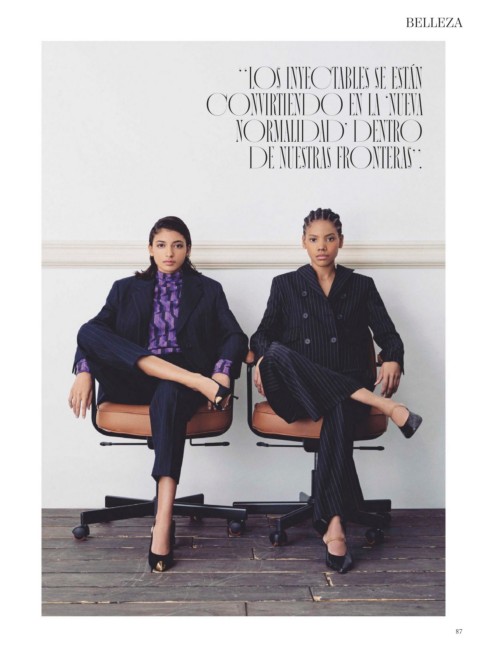 BELLEZA
“LOS INYECTABLES SE ESTÁN
CONVIRTIENDO EN LA ‘NUEVA
NORMALIDAD’ DENTRO
DE NUESTRAS FRONTERAS”.
87